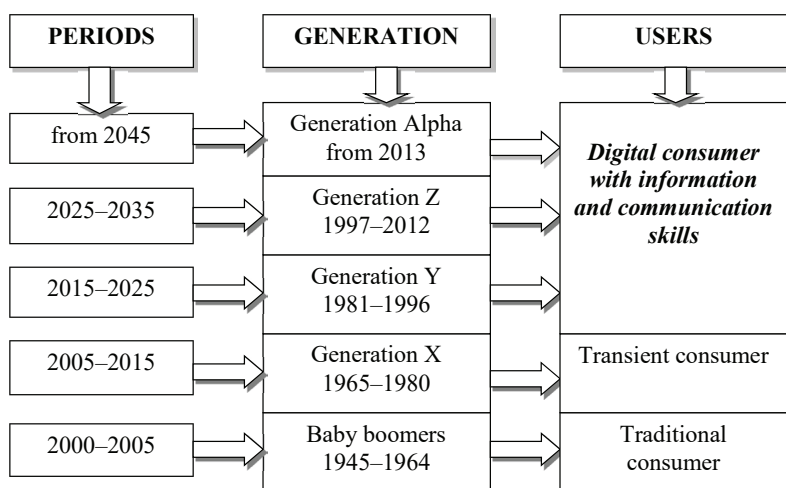 PERIODS
GENERATION
USERS
from 2045
Generation Alpha
from 2013
Digital consumer
with information
and communication
skills
2025–2035
Generation Z
1997–2012
2015–2025
Generation Y
1981–1996
2005–2015
Generation X
1965–1980
Transient consumer
2000–2005
Baby boomers
1945–1964
Traditional
consumer